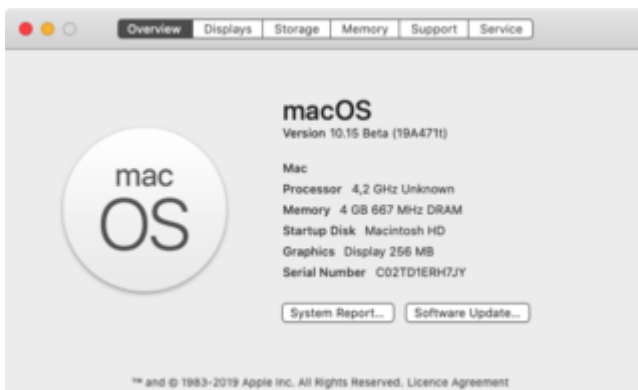 Overview Displays Storage Memory Support Service
mac
OS
macOS
Version 10.15 Beta (19A471t)
Mac
Processor 4,2 GHz Unknown
Memory 4 GB 667 MHz DRAM
Startup Disk Macintosh HD
Graphics Display 256 MB
Serial Number C02TD1ERH7JY
System Report... Software Update...
™ and © 1983-2019 Apple Inc. All Rights Reserved. Licence Agreement